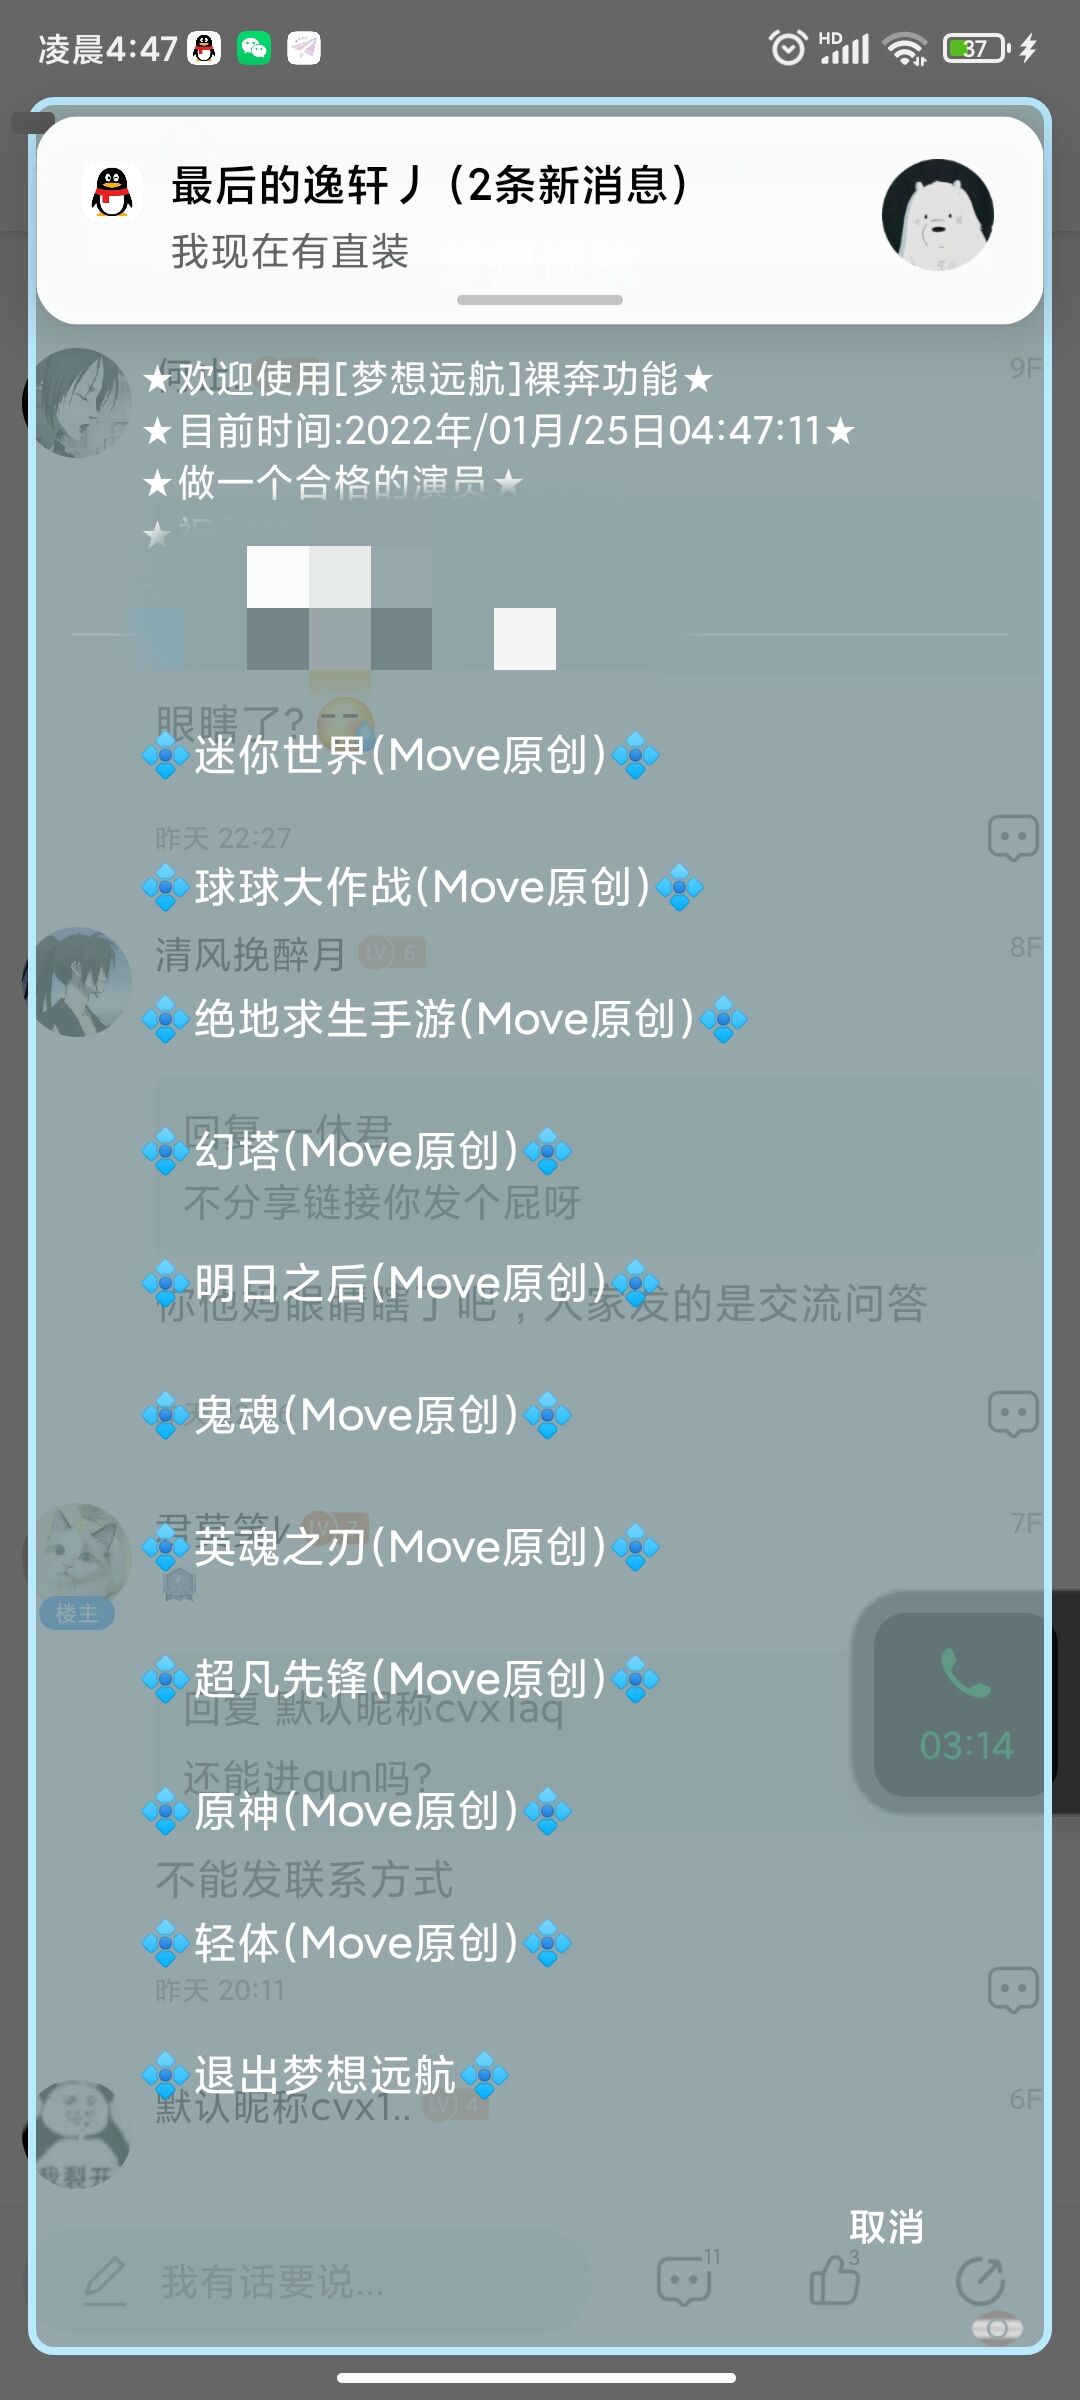 凌晨4:47
HD
37
最后的逸轩丿（2条新消息）
我现在有直装
梦想远航
9F
★欢迎使用[梦想远航]裸奔功能★
★目前时间:2022年/01月/25日04:47:11★
★做一个合格的演员★
★
眼瞎了?
💠迷你世界(Move原创)💠
昨天 22:27
💠球球大作战(Move原创)💠
清风挽醉月 LV 6
8F
💠绝地求生手游(Move原创)💠
回复 一休君
💠幻塔(Move原创)💠
不分享链接你发个屁呀
💠明日之后(Move原创)💠
你他妈眼睛瞎了吧，人家发的是交流问答
💠鬼魂(Move原创)💠
LV 7
7F
💠英魂之刃(Move原创)💠
楼主
💠超凡先锋(Move原创)💠
回复 默认昵称cvx1aq
03:14
还能进qun吗?
💠原神(Move原创)💠
不能发联系方式
💠轻体(Move原创)💠
昨天 20:11
💠退出梦想远航💠
默认昵称cvx1.. LV 4
6F
我裂开
取消
我有话要说...
11
3